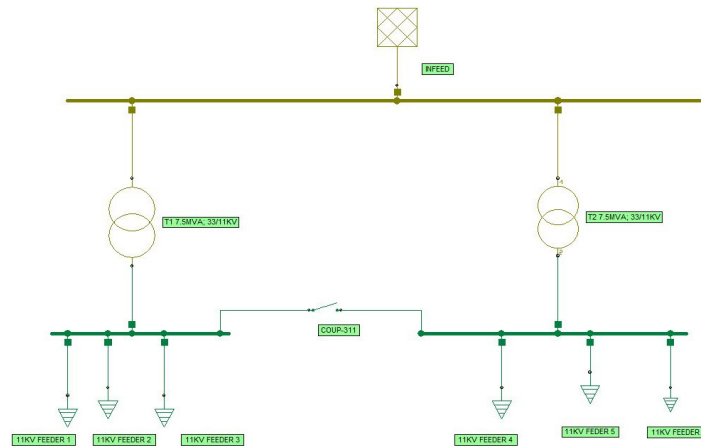 INFEED
T1 7.5MVA; 33/11KV
T2 7.5MVA; 33/11KV
COUP-311
11KV FEEDER 1
11KV FEEDER 2
11KV FEEDER 3
11KV FEEDER 4
11KV FEEDER 5
11KV FEEDER